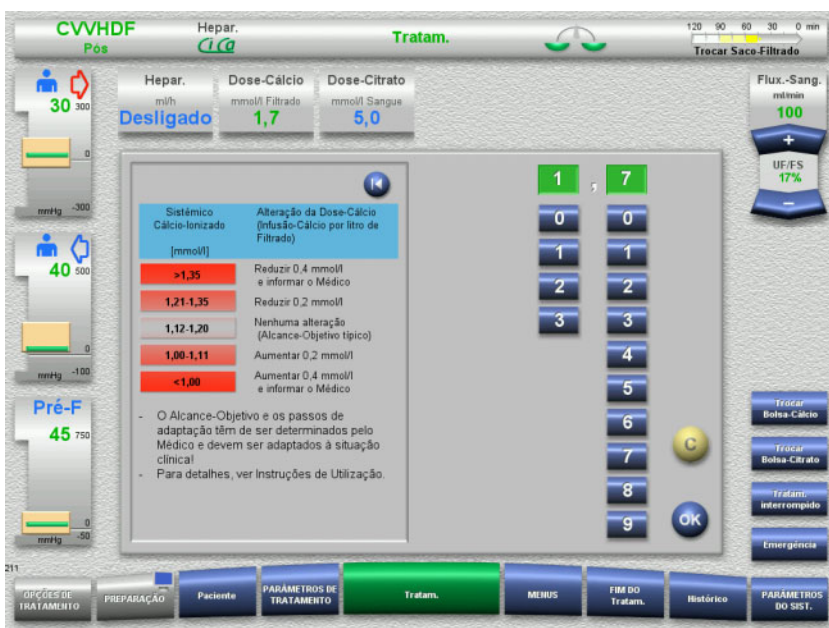 CVVHDF
Pós
Hepar.
CiCa
Tratam.
120 90 60 30 0 min
Trocar Saco-Filtrado
30
300
0
mmHg -300
40
500
0
mmHg -100
Pré-F
45
750
0
mmHg -50
Hepar.
ml/h
Desligado
Dose-Cálcio
mmol/l Filtrado
1,7
Dose-Citrato
mmol/l Sangue
5,0
Flux.-Sang.
ml/min
100
+
UF/FS
17%
−
Sistémico
Cálcio-Ionizado
[mmol/l]
Alteração da Dose-Cálcio
(Infusão-Cálcio por litro de
Filtrado)
>1,35
Reduzir 0,4 mmol/l
e informar o Médico
1,21-1,35
Reduzir 0,2 mmol/l
1,12-1,20
Nenhuma alteração
(Alcance-Objetivo típico)
1,00-1,11
Aumentar 0,2 mmol/l
<1,00
Aumentar 0,4 mmol/l
e informar o Médico
- O Alcance-Objetivo e os passos de
adaptação têm de ser determinados pelo
Médico e devem ser adaptados à situação
clínica!
- Para detalhes, ver Instruções de Utilização.
1 , 7
0 0
1 1
2 2
3 3
4
5
6
7
8
9
C
OK
Trocar
Bolsa-Cálcio
Trocar
Bolsa-Citrato
Tratam.
interrompido
Emergência
211
OPÇÕES DE
TRATAMENTO
PREPARAÇÃO
Paciente
PARÂMETROS DE
TRATAMENTO
Tratam.
MENUS
FIM DO
Tratam.
Histórico
PARÂMETROS
DO SIST.